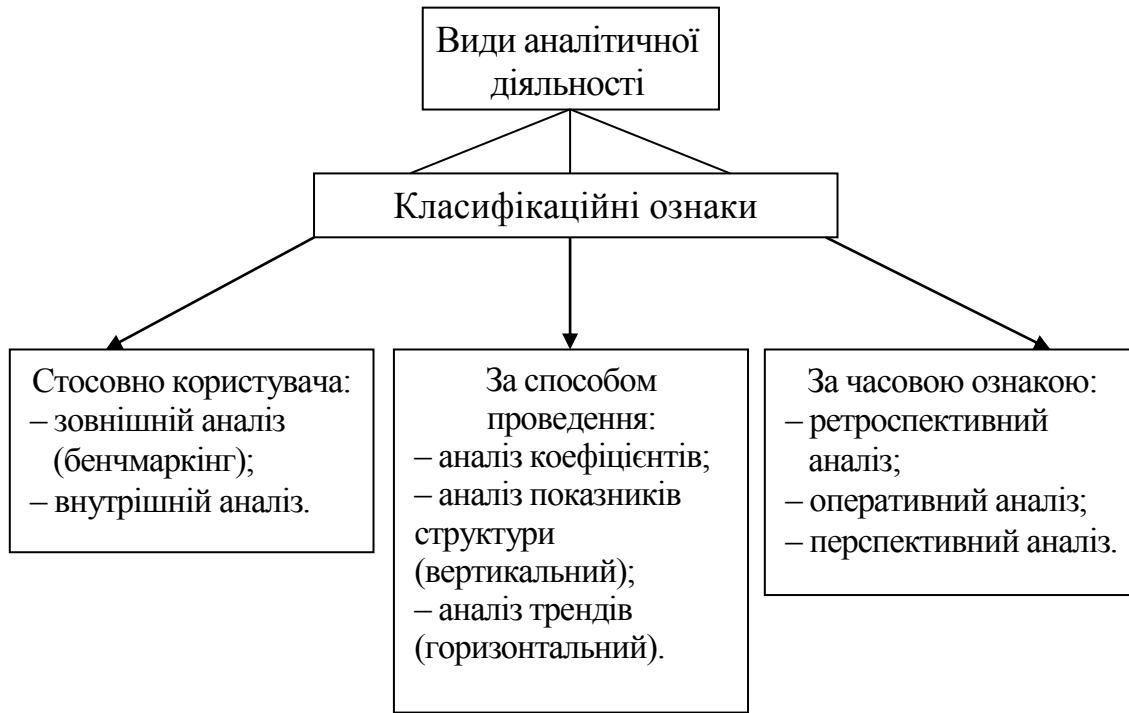 Види аналітичної
діяльності
Класифікаційні ознаки
Стосовно користувача:
– зовнішній аналіз
(бенчмаркінг);
– внутрішній аналіз.
За способом
проведення:
– аналіз коефіцієнтів;
– аналіз показників
структури
(вертикальний);
– аналіз трендів
(горизонтальний).
За часовою ознакою:
– ретроспективний
аналіз;
– оперативний аналіз;
– перспективний аналіз.